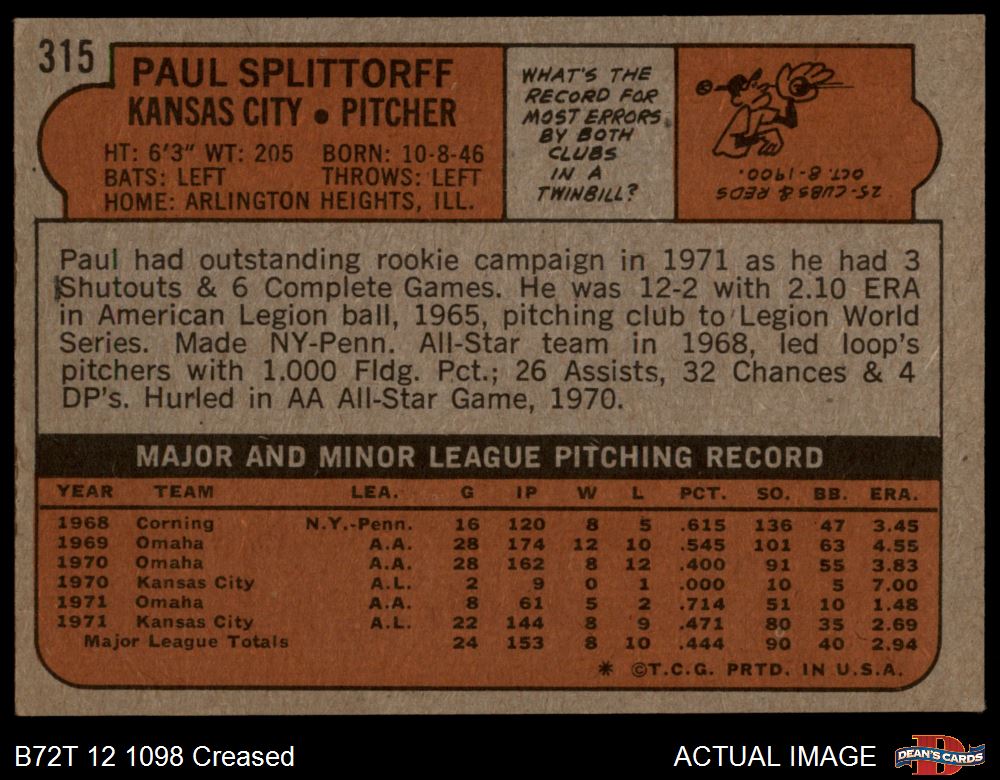 315
PAUL SPLITTORFF
KANSAS CITY • PITCHER
HT: 6'3" WT: 205 BORN: 10-8-46
BATS: LEFT THROWS: LEFT
HOME: ARLINGTON HEIGHTS, ILL.
WHAT'S THE
RECORD FOR
MOST ERRORS
BY BOTH
CLUBS
IN A
TWINBILL?
25-CUBS & REDS
OCT. 8-1900.
Paul had outstanding rookie campaign in 1971 as he had 3
Shutouts & 6 Complete Games. He was 12-2 with 2.10 ERA
in American Legion ball, 1965, pitching club to Legion World
Series. Made NY-Penn. All-Star team in 1968, led loop's
pitchers with 1.000 Fldg. Pct.; 26 Assists, 32 Chances & 4
DP's. Hurled in AA All-Star Game, 1970.
MAJOR AND MINOR LEAGUE PITCHING RECORD
YEAR TEAM LEA. G IP W L PCT. SO. BB. ERA.
1968 Corning N.Y.-Penn. 16 120 8 5 .615 136 47 3.45
1969 Omaha A.A. 28 174 12 10 .545 101 63 4.55
1970 Omaha A.A. 28 162 8 12 .400 91 55 3.83
1970 Kansas City A.L. 2 9 0 1 .000 10 5 7.00
1971 Omaha A.A. 8 61 5 2 .714 51 10 1.48
1971 Kansas City A.L. 22 144 8 9 .471 80 35 2.69
Major League Totals 24 153 8 10 .444 90 40 2.94
* ©T.C.G. PRTD. IN U.S.A.
B72T 12 1098 Creased
ACTUAL IMAGE
DEAN'S CARDS